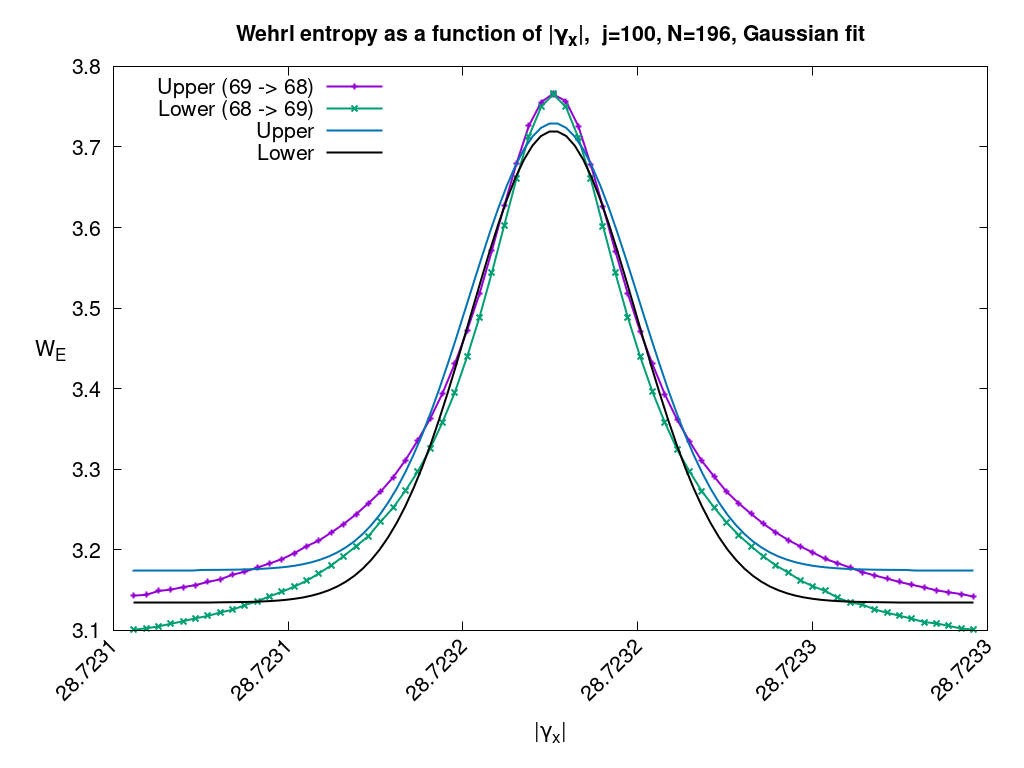 Wehrl entropy as a function of |γx|,  j=100, N=196, Gaussian fit
Upper (69 -> 68)
Lower (68 -> 69)
Upper
Lower
3.8
3.7
3.6
3.5
3.4
3.3
3.2
3.1
WE
28.7231
28.7231
28.7232
28.7232
28.7233
28.7233
|γx|